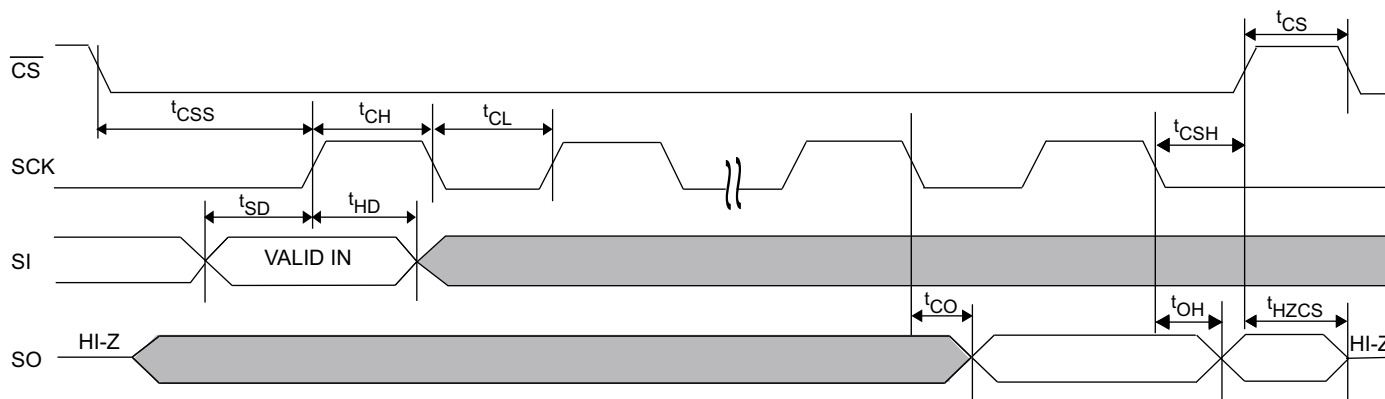 tCS
CS
tCSS
tCH
tCL
tCSH
SCK
tSD
tHD
SI
VALID IN
tCO
tOH
tHZCS
SO
HI-Z
HI-Z